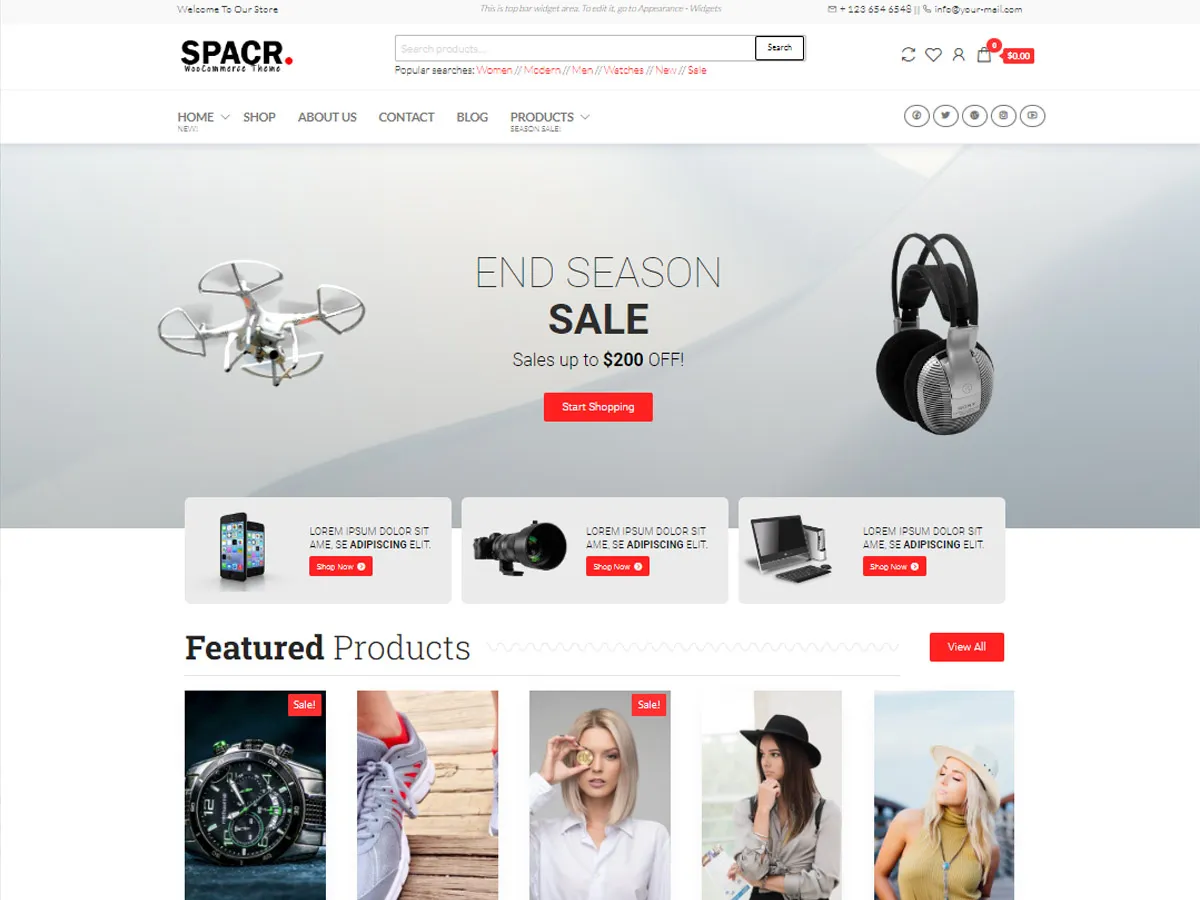 Welcome To Our Store
This is top bar widget area. To edit it, go to Appearance - Widgets
+ 123 654 6548 || info@your-mail.com
SPACR.
WooCommerce Theme
Search products...
Search
0
$0.00
Popular searches: Women // Modern // Men // Watches // New // Sale
HOME SHOP ABOUT US CONTACT BLOG PRODUCTS
NEW! SEASON SALE!
END SEASON
SALE
Sales up to $200 OFF!
Start Shopping
LOREM IPSUM DOLOR SIT
AME, SE ADIPISCING ELIT.
Shop Now
LOREM IPSUM DOLOR SIT
AME, SE ADIPISCING ELIT.
Shop Now
LOREM IPSUM DOLOR SIT
AME, SE ADIPISCING ELIT.
Shop Now
Featured Products
View All
Sale!
Sale!
12